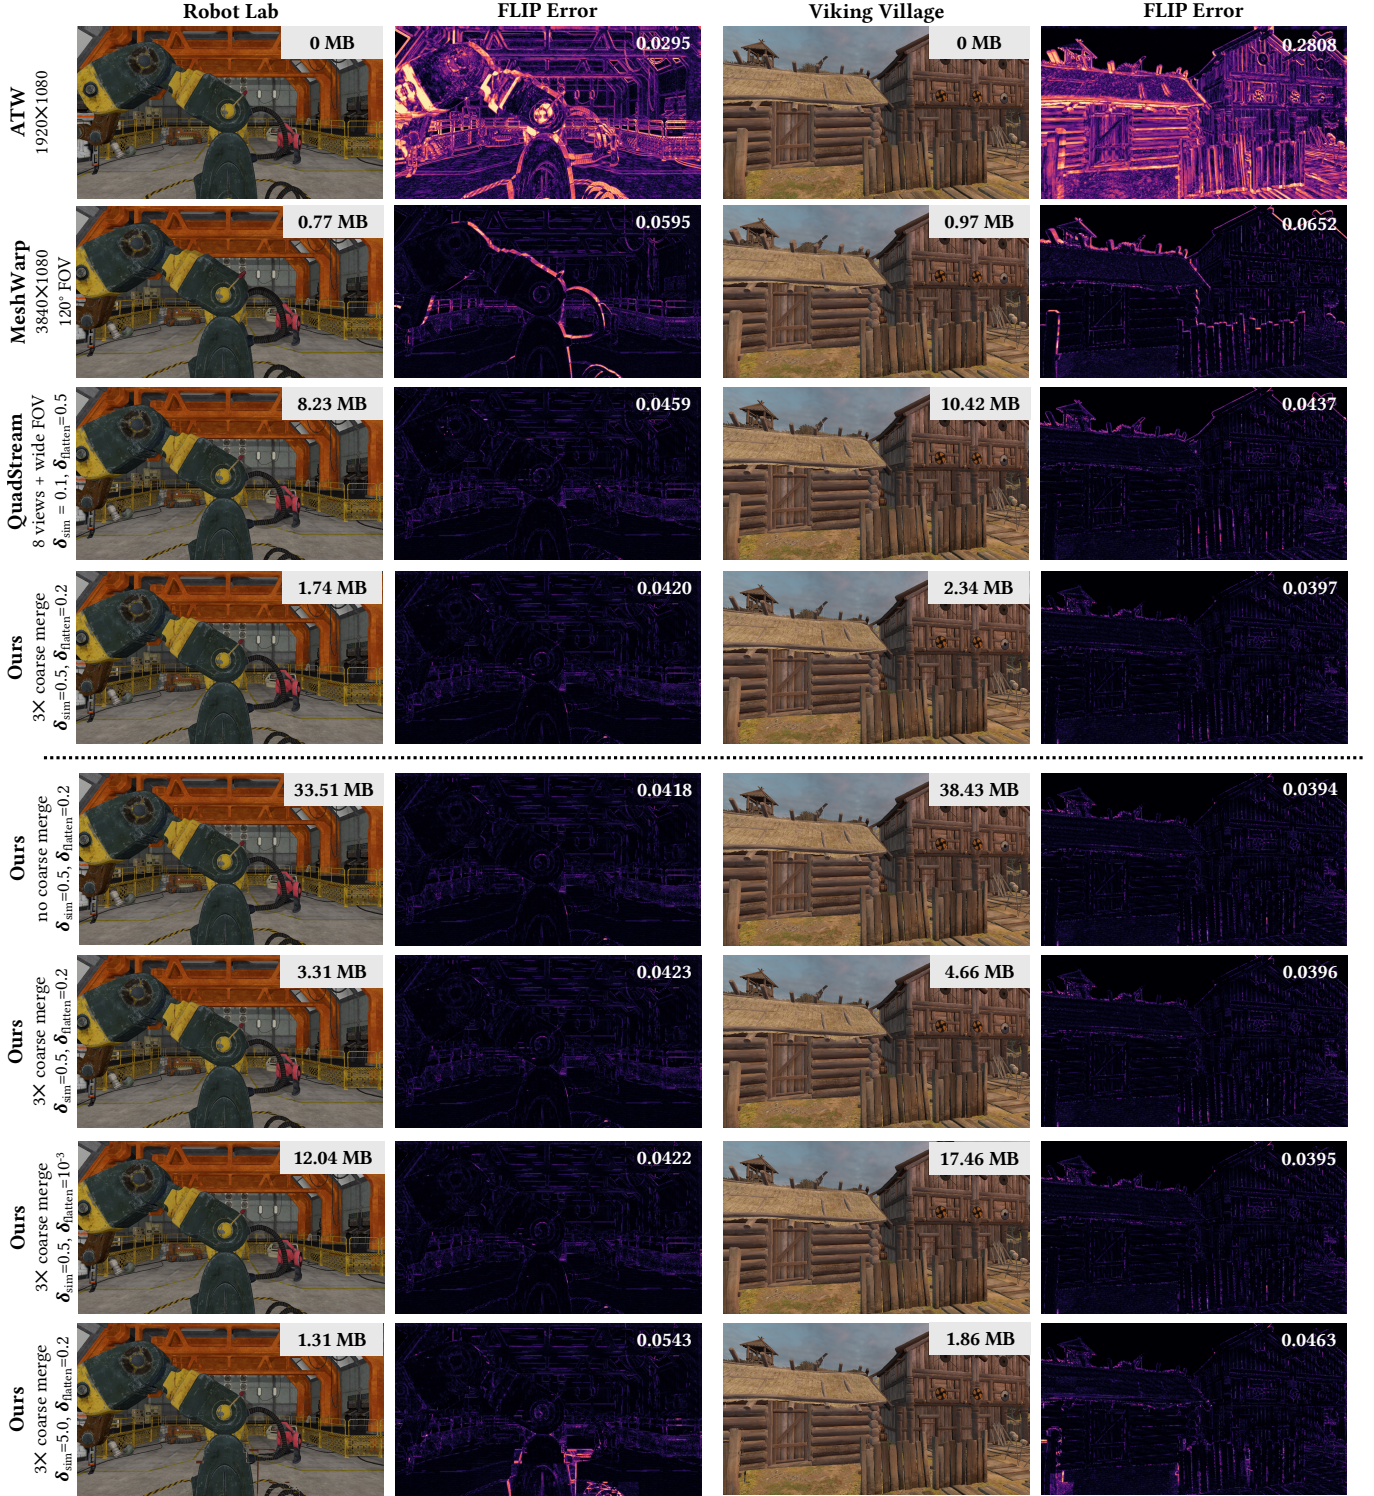 Robot Lab FLIP Error Viking Village FLIP Error
ATW
1920×1080
0 MB 0.0295 0 MB 0.2808
MeshWarp
3840×1080
120° FOV
0.77 MB 0.0595 0.97 MB 0.0652
QuadStream
8 views + wide FOV
δsim = 0.1, δflatten=0.5
8.23 MB 0.0459 10.42 MB 0.0437
Ours
3× coarse merge
δsim=0.5, δflatten=0.2
1.74 MB 0.0420 2.34 MB 0.0397
Ours
no coarse merge
δsim=0.5, δflatten=0.2
33.51 MB 0.0418 38.43 MB 0.0394
Ours
3× coarse merge
δsim=0.5, δflatten=0.2
3.31 MB 0.0423 4.66 MB 0.0396
Ours
3× coarse merge
δsim=0.5, δflatten=10⁻³
12.04 MB 0.0422 17.46 MB 0.0395
Ours
3× coarse merge
δsim=5.0, δflatten=0.2
1.31 MB 0.0543 1.86 MB 0.0463